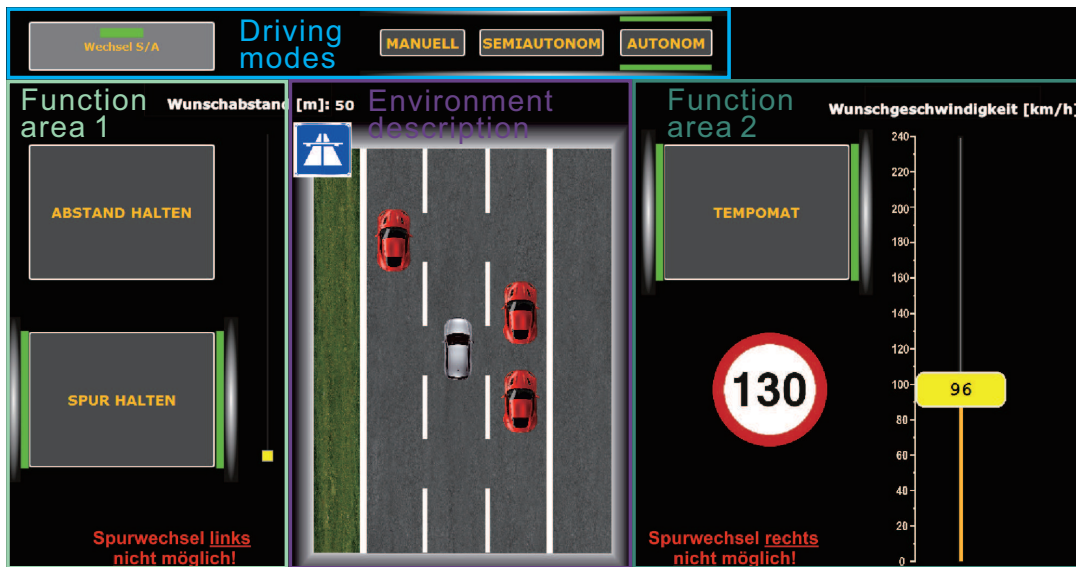 Wechsel S/A
Driving
modes
MANUELL
SEMIAUTONOM
AUTONOM
Function
area 1
Wunschabstand [m]: 50
ABSTAND HALTEN
SPUR HALTEN
Spurwechsel links
nicht möglich!
Environment
description
Function
area 2
Wunschgeschwindigkeit [km/h]
TEMPOMAT
130
240
220
200
180
160
140
120
100
96
80
60
40
20
0
Spurwechsel rechts
nicht möglich!